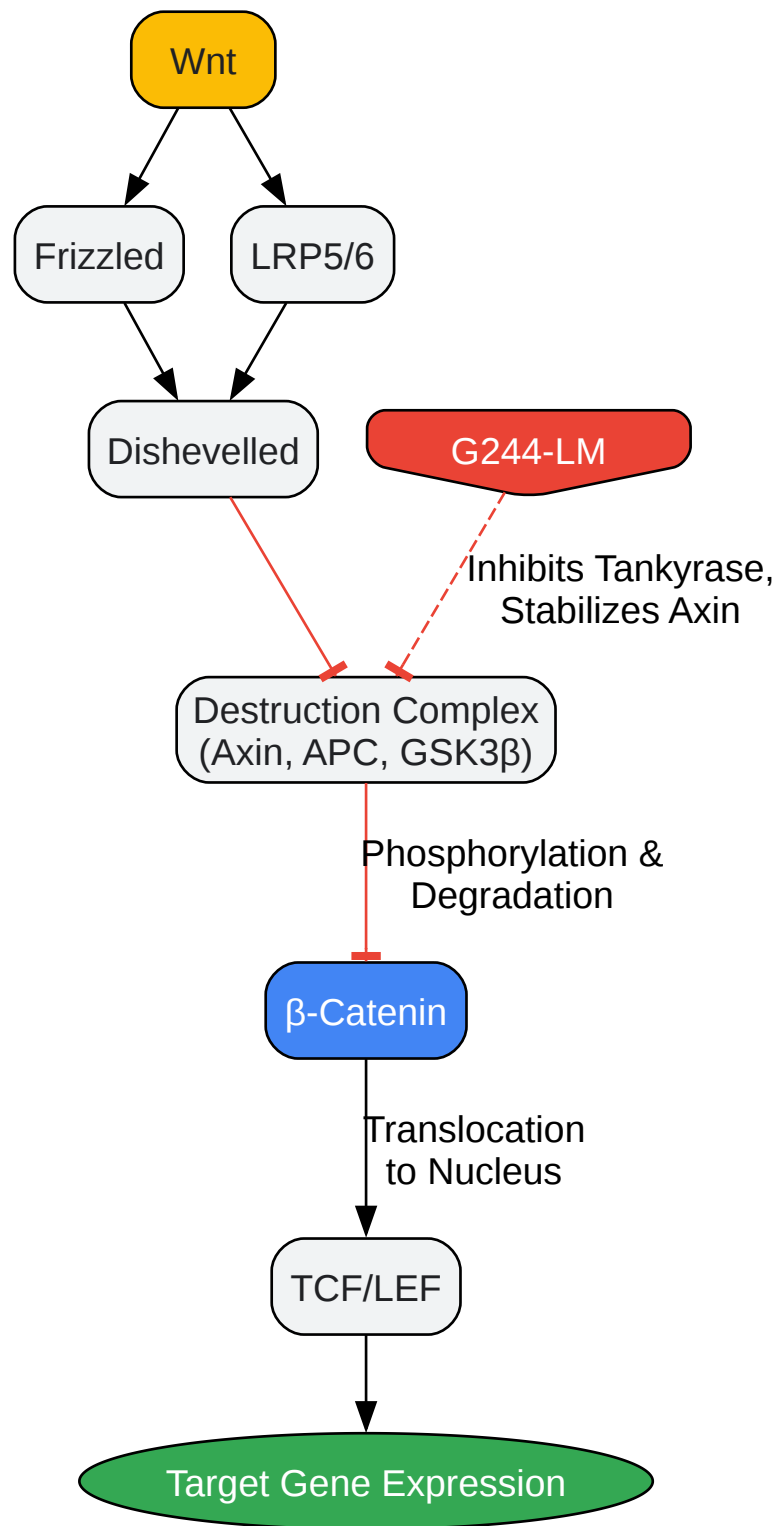 Wnt
Frizzled
LRP5/6
Dishevelled
G244-LM
Inhibits Tankyrase,
Stabilizes Axin
Destruction Complex
(Axin, APC, GSK3β)
Phosphorylation &
Degradation
β-Catenin
Translocation
to Nucleus
TCF/LEF
Target Gene Expression